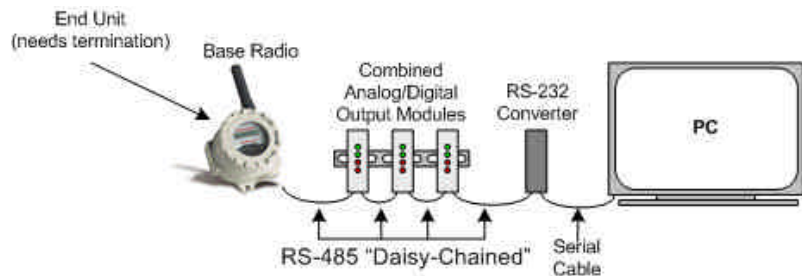 End Unit
(needs termination)
Base Radio
Combined
Analog/Digital
Output Modules
RS-232
Converter
PC
RS-485 "Daisy-Chained"
Serial
Cable